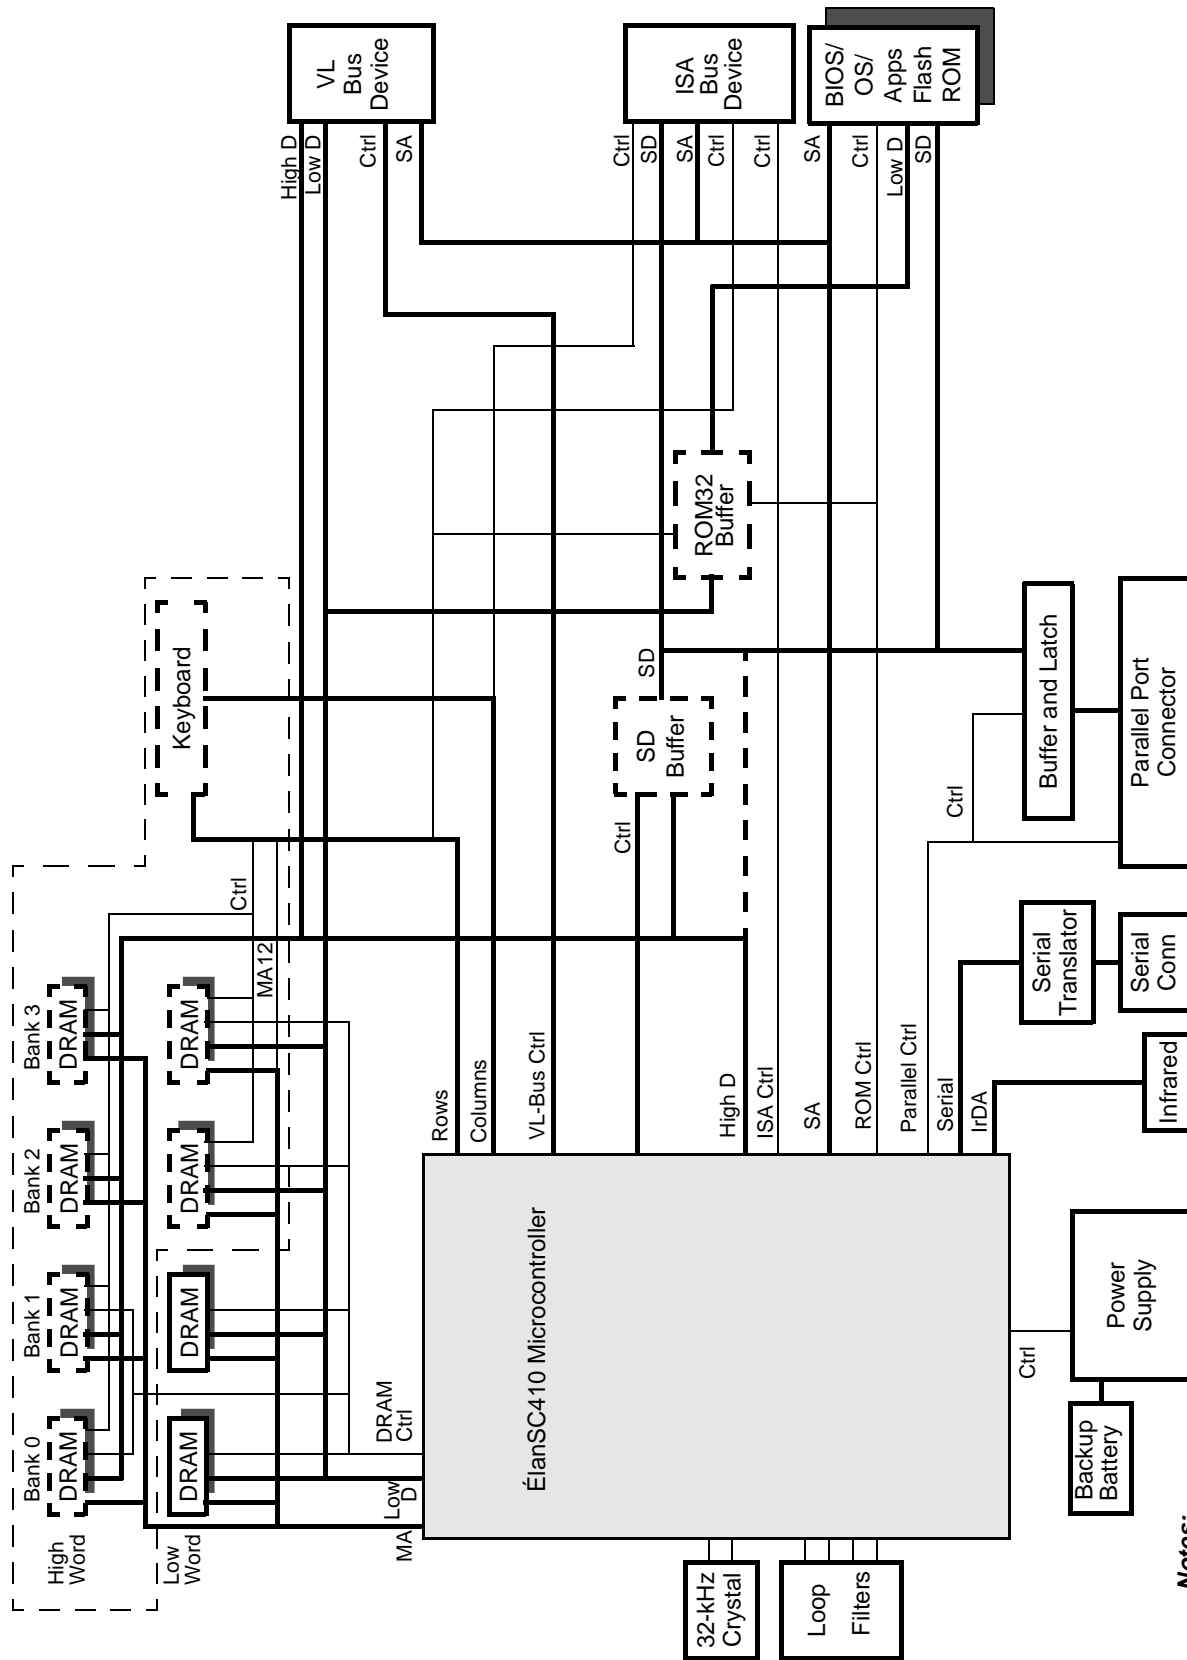 Bank 0
Bank 1
Bank 2
Bank 3
High
Word
DRAM
DRAM
DRAM
DRAM
Low
Word
DRAM
DRAM
DRAM
DRAM
Keyboard
Ctrl
MA12
VL
Bus
Device
High D
Low D
Ctrl
SA
MA
Low
D
DRAM
Ctrl
Rows
Columns
VL-Bus Ctrl
High D
ISA Ctrl
SA
ROM Ctrl
Parallel Ctrl
Serial
IrDA
ÉlanSC410 Microcontroller
Ctrl
SD
Buffer
SD
ROM32
Buffer
ISA
Bus
Device
Ctrl
SD
SA
Ctrl
Ctrl
BIOS/
OS/
Apps
Flash
ROM
SA
Ctrl
Low D
SD
32-kHz
Crystal
Loop
Filters
Ctrl
Power
Supply
Backup
Battery
Infrared
Serial
Translator
Serial
Conn
Ctrl
Buffer and Latch
Parallel Port
Connector
Notes: